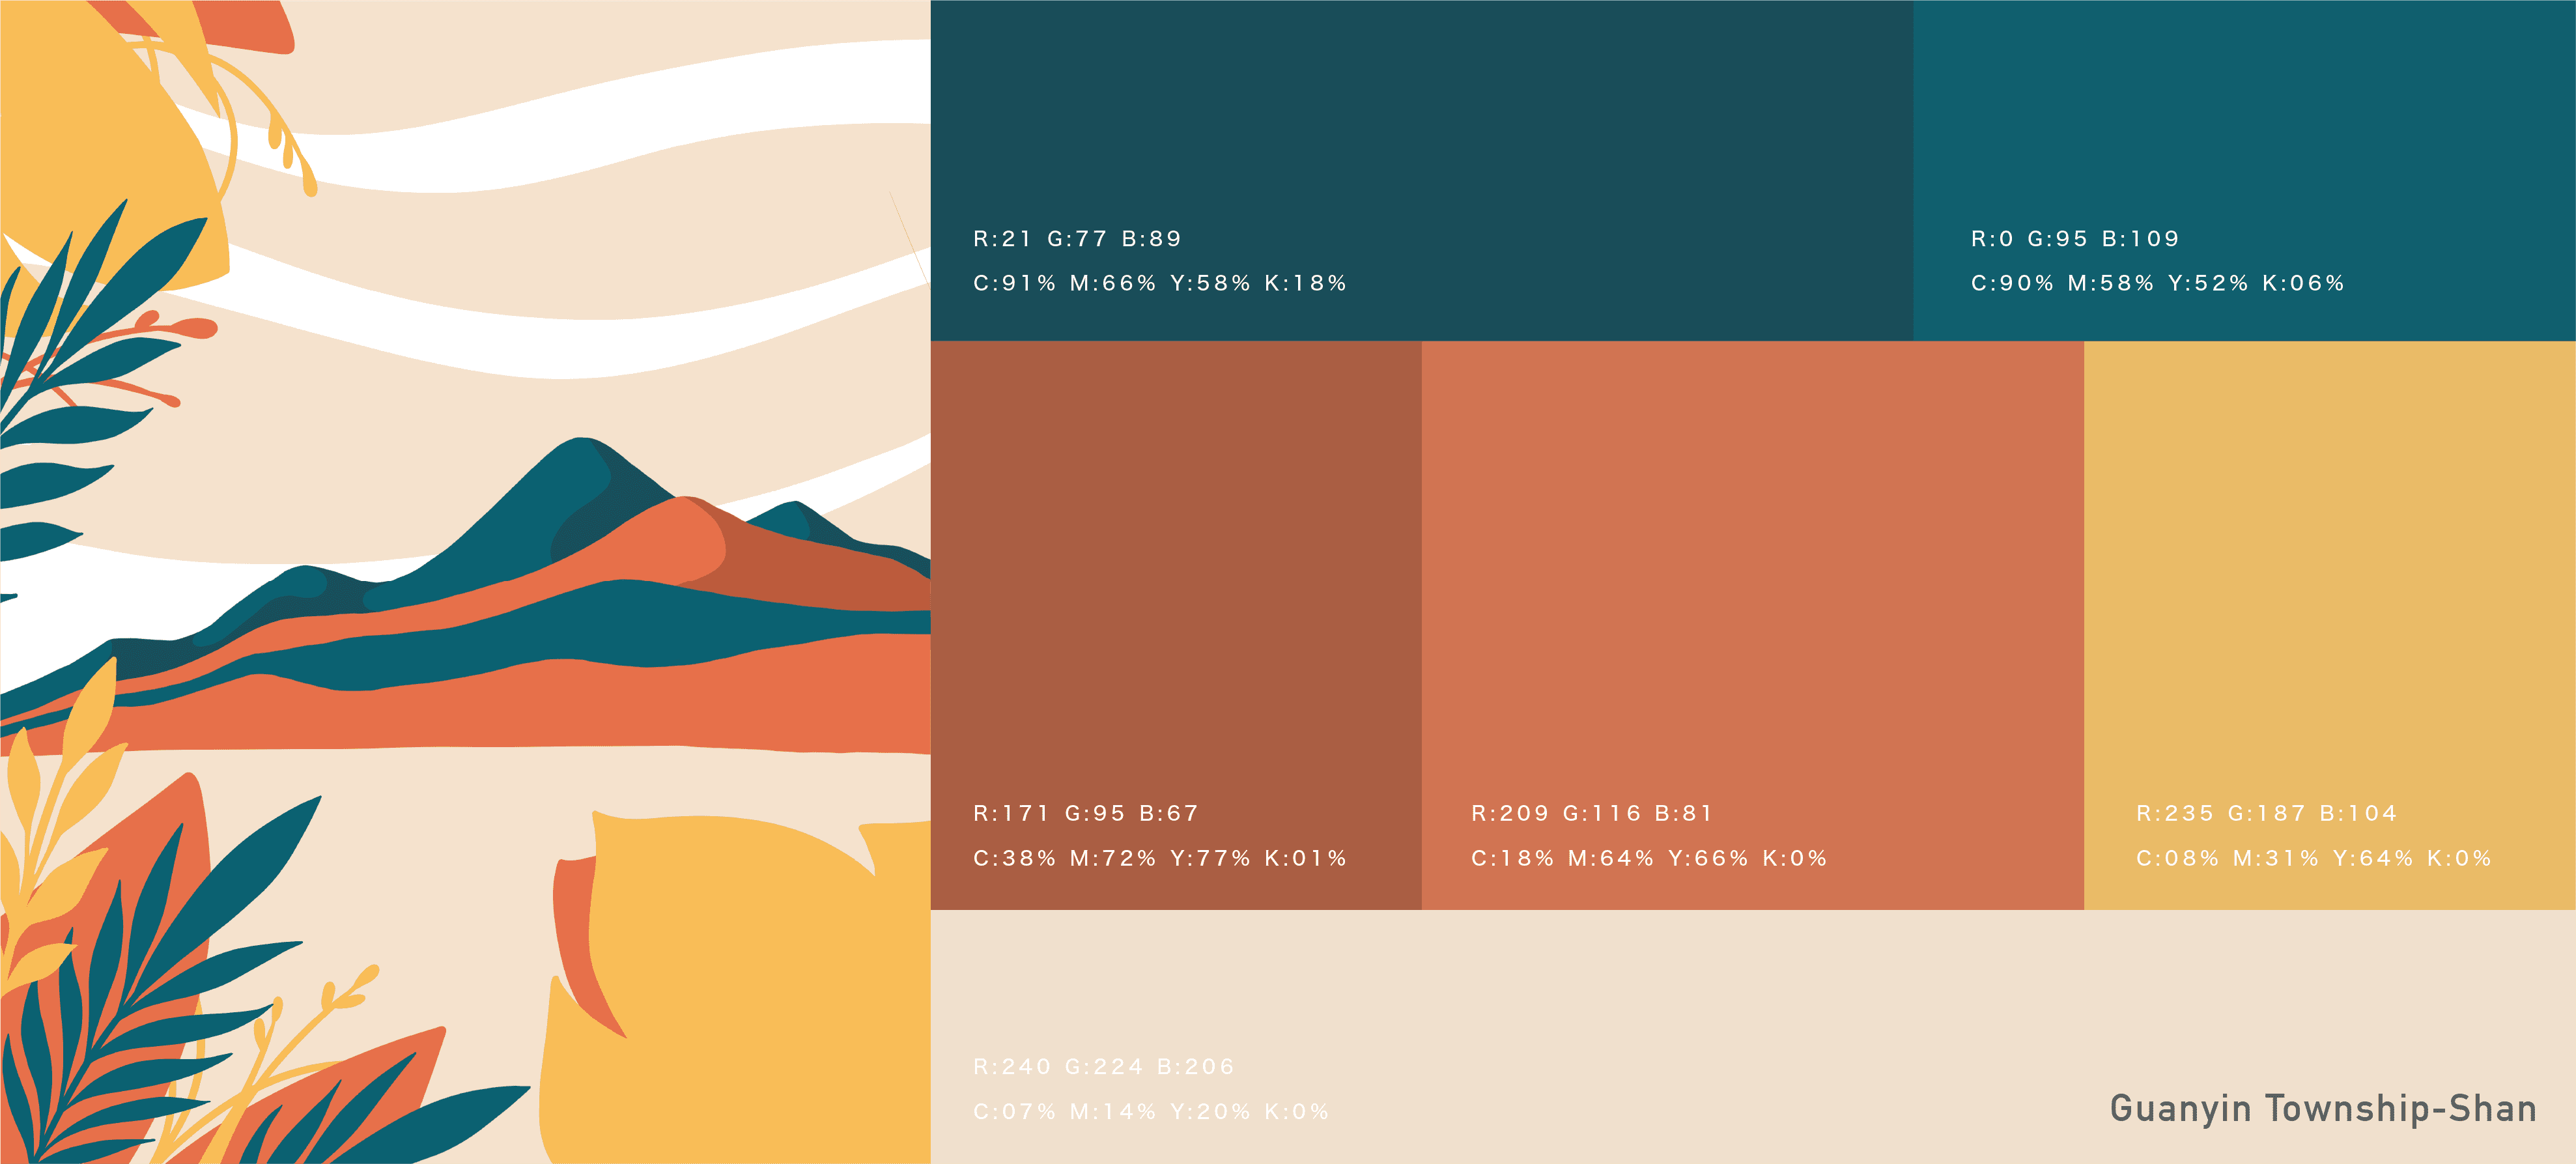 R:21 G:77 B:89
C:91% M:66% Y:58% K:18%
R:0 G:95 B:109
C:90% M:58% Y:52% K:06%
R:171 G:95 B:67
C:38% M:72% Y:77% K:01%
R:209 G:116 B:81
C:18% M:64% Y:66% K:0%
R:235 G:187 B:104
C:08% M:31% Y:64% K:0%
R:240 G:224 B:206
C:07% M:14% Y:20% K:0%
Guanyin Township-Shan